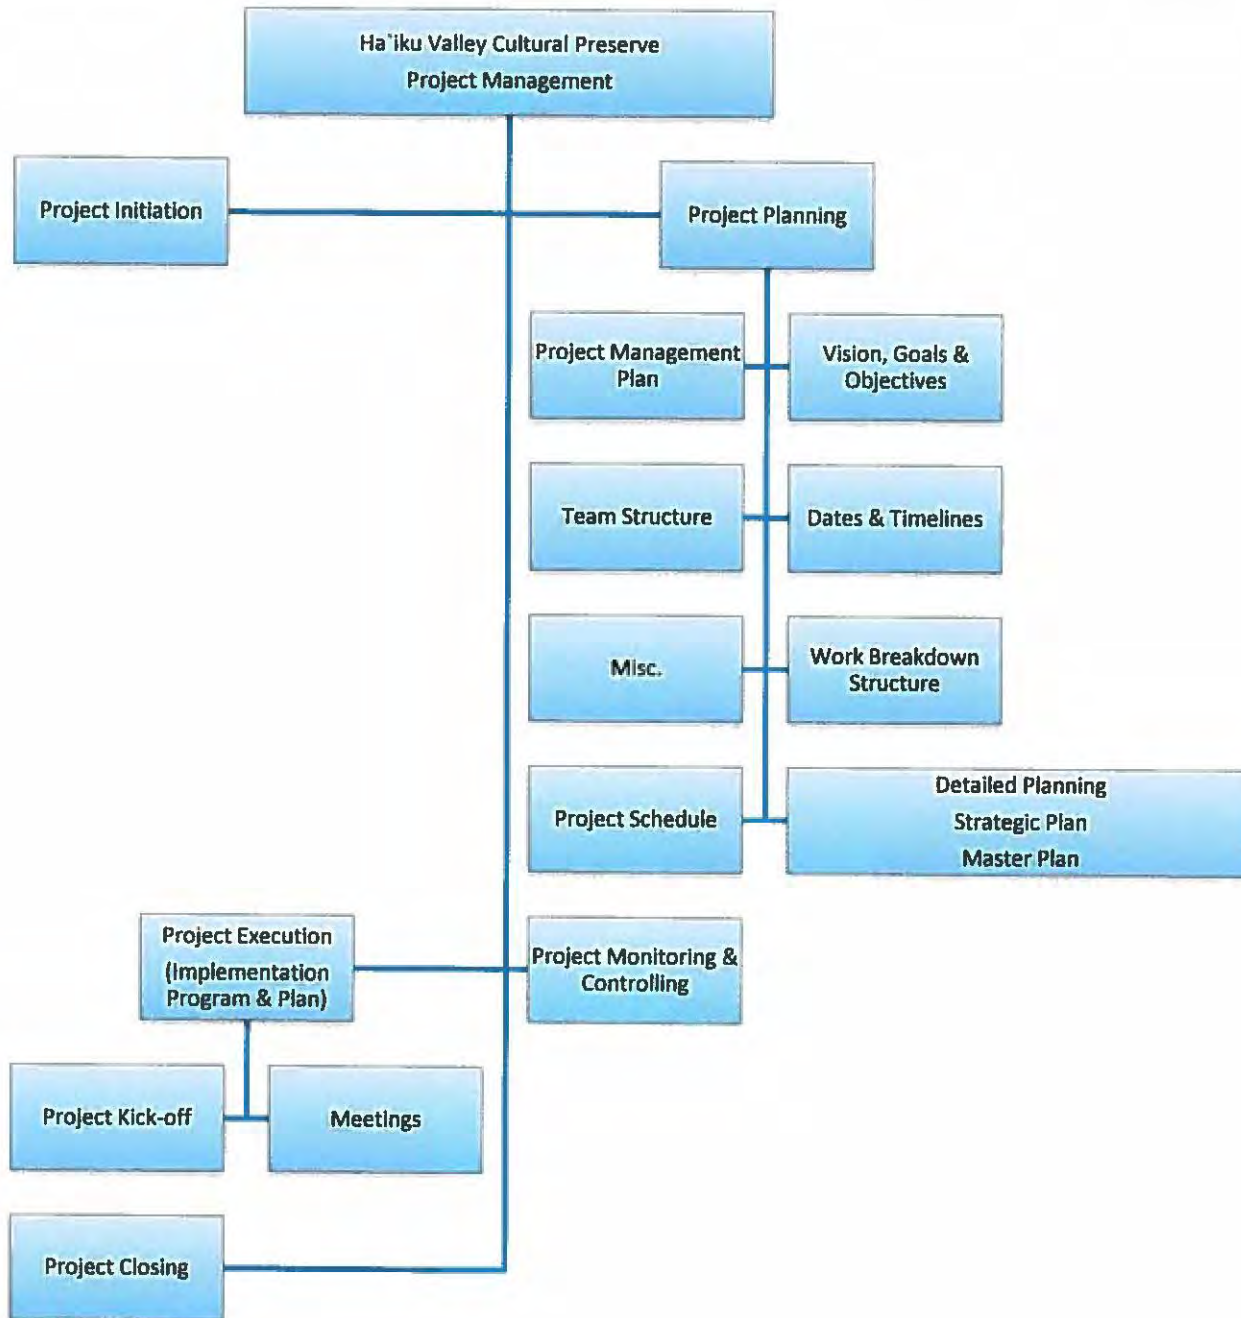 Ha`iku Valley Cultural Preserve
Project Management
Project Initiation
Project Planning
Project Management
Plan
Vision, Goals &
Objectives
Team Structure
Dates & Timelines
Misc.
Work Breakdown
Structure
Project Schedule
Detailed Planning
Strategic Plan
Master Plan
Project Execution
(Implementation
Program & Plan)
Project Monitoring &
Controlling
Project Kick-off
Meetings
Project Closing